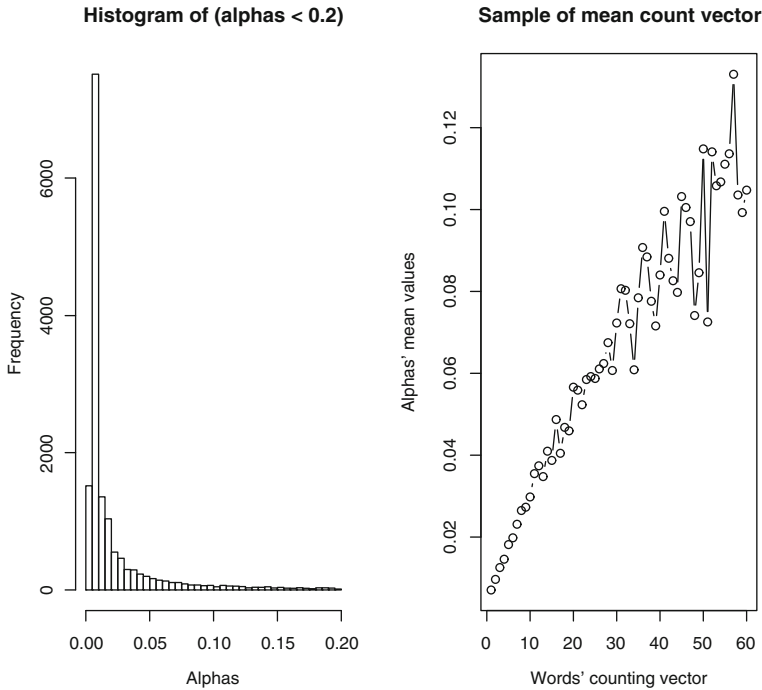 Histogram of (alphas < 0.2)
Frequency
6000
4000
2000
0
0.00 0.05 0.10 0.15 0.20
Alphas
Sample of mean count vector
Alphas' mean values
0.12
0.10
0.08
0.06
0.04
0.02
0 10 20 30 40 50 60
Words' counting vector